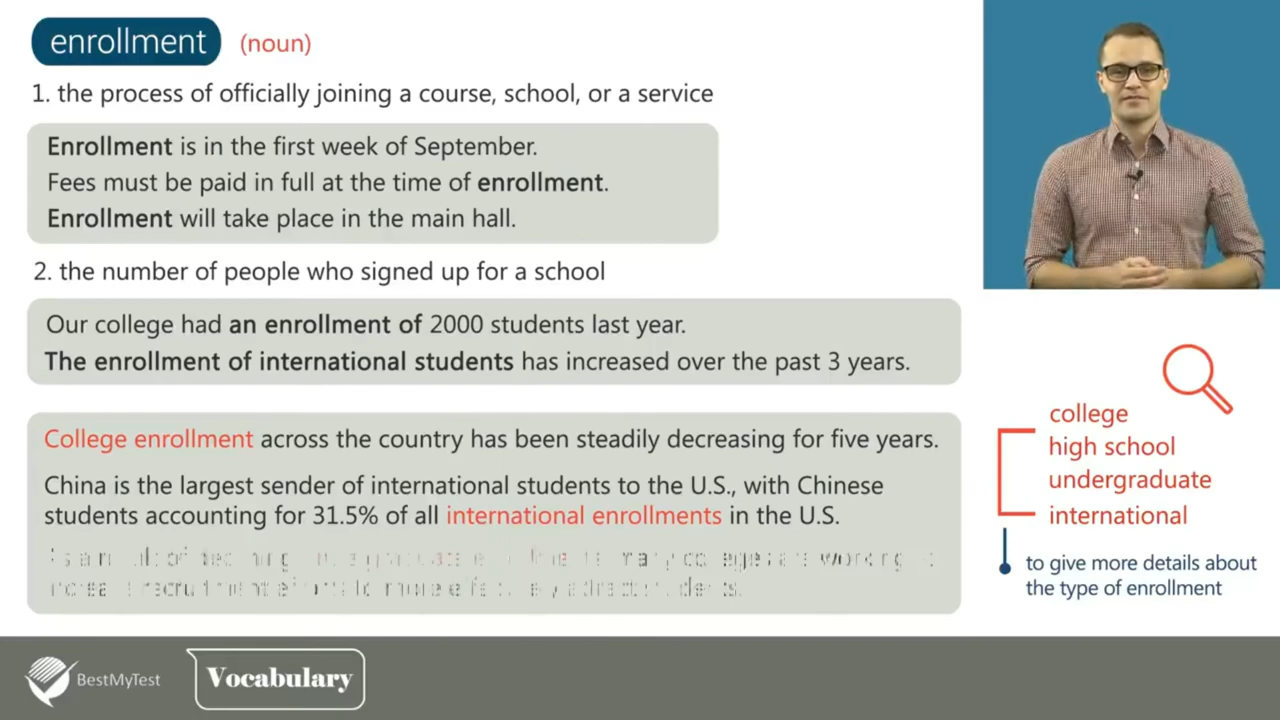 enrollment (noun)
1. the process of officially joining a course, school, or a service
Enrollment is in the first week of September.
Fees must be paid in full at the time of enrollment.
Enrollment will take place in the main hall.
2. the number of people who signed up for a school
Our college had an enrollment of 2000 students last year.
The enrollment of international students has increased over the past 3 years.
College enrollment across the country has been steadily decreasing for five years.
China is the largest sender of international students to the U.S., with Chinese
students accounting for 31.5% of all international enrollments in the U.S.
college
high school
undergraduate
international
to give more details about
the type of enrollment
BestMyTest
Vocabulary